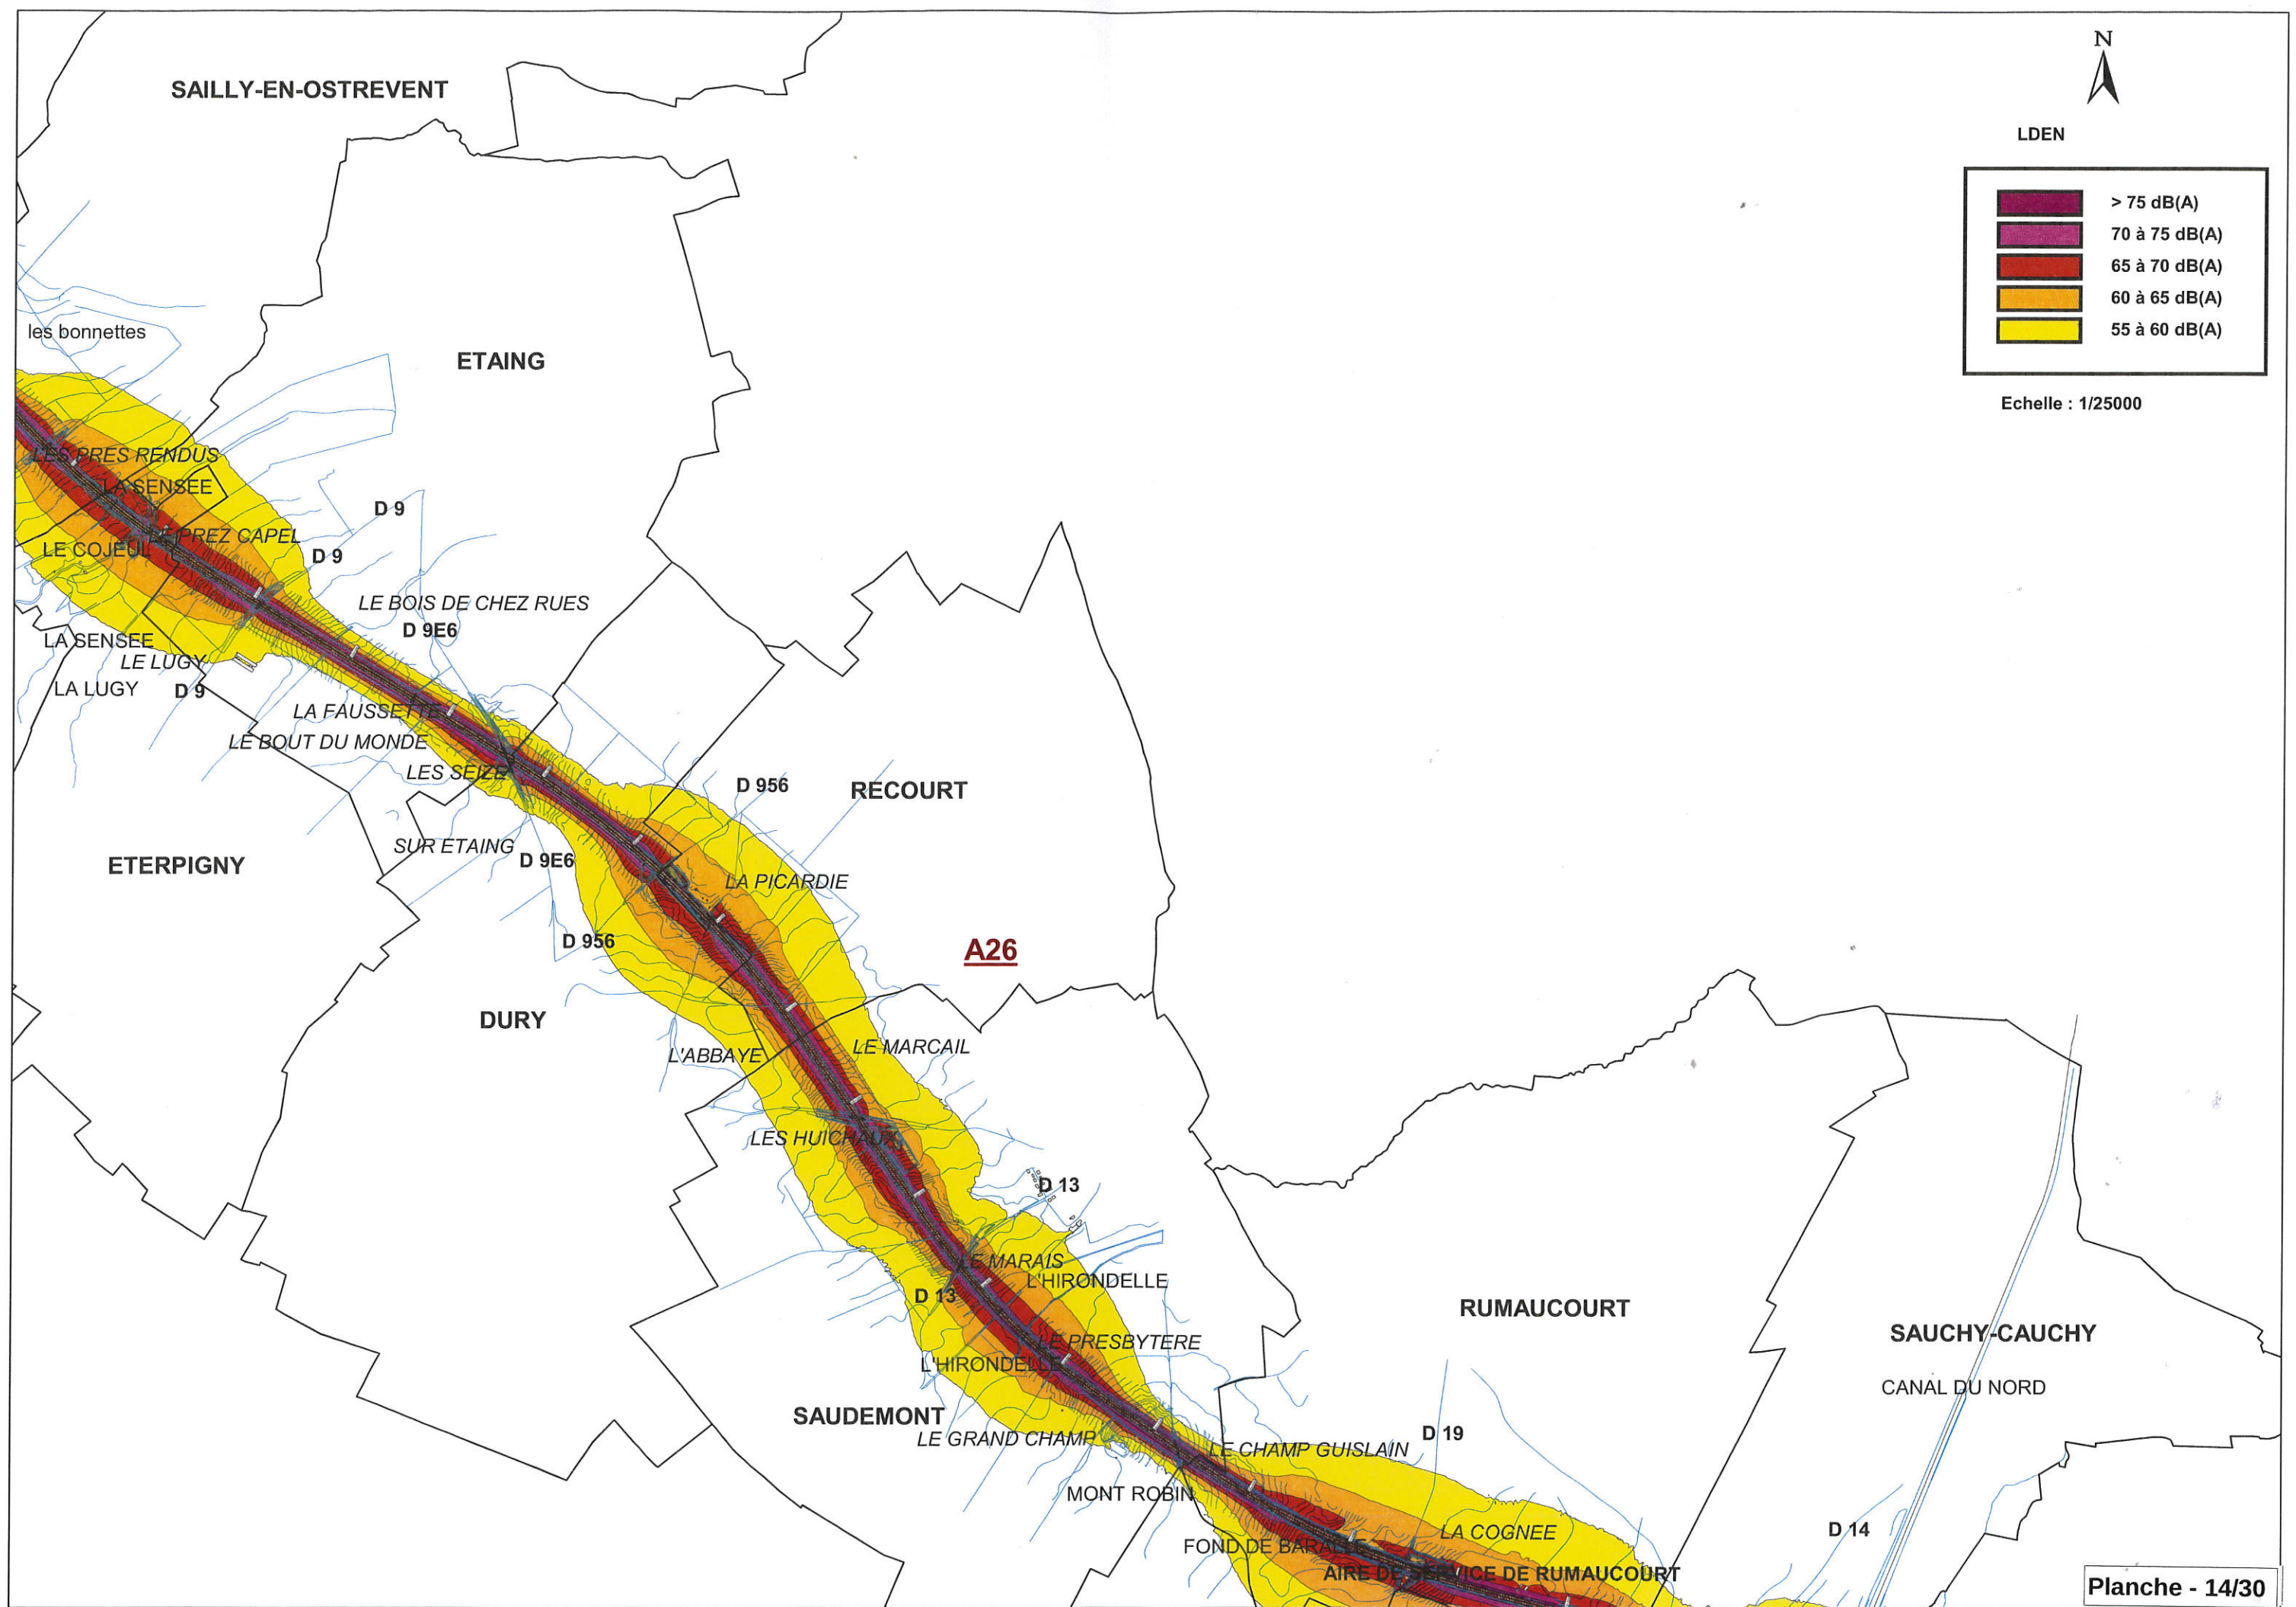 N
SAILLY-EN-OSTREVENT
LDEN
> 75 dB(A)
70 à 75 dB(A)
65 à 70 dB(A)
60 à 65 dB(A)
55 à 60 dB(A)
Echelle : 1/25000
les bonnettes
ETAING
LES PRES RENDUS
LA SENSEE
D 9
LE PREZ CAPEL
LE COJEUL
D 9
LE BOIS DE CHEZ RUES
D 9E6
LA SENSEE
LE LUGY
LA LUGY
D 9
LA FAUSSETTE
LE BOUT DU MONDE
LES SEIZE
D 956
RECOURT
SUR ETAING
D 9E6
ETERPIGNY
LA PICARDIE
D 956
A26
DURY
L'ABBAYE
LE MARCAIL
LES HUICHAUX
D 13
LE MARAIS
L'HIRONDELLE
D 13
RUMAUCOURT
SAUCHY-CAUCHY
LE PRESBYTERE
L'HIRONDELLE
CANAL DU NORD
SAUDEMONT
LE GRAND CHAMP
D 19
LE CHAMP GUISLAIN
MONT ROBIN
LA COGNEE
D 14
FOND DE BARALLE
AIRE DE SERVICE DE RUMAUCOURT
Planche - 14/30